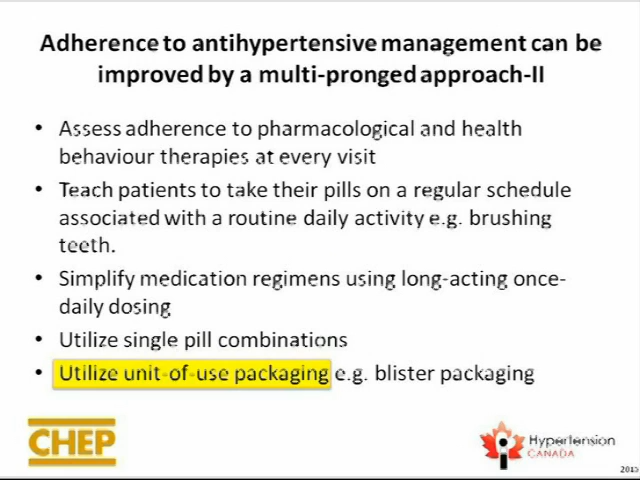 Adherence to antihypertensive management can be
improved by a multi-pronged approach-II
• Assess adherence to pharmacological and health
behaviour therapies at every visit
• Teach patients to take their pills on a regular schedule
associated with a routine daily activity e.g. brushing
teeth.
• Simplify medication regimens using long-acting once-
daily dosing
• Utilize single pill combinations
• Utilize unit-of-use packaging e.g. blister packaging
CHEP
Hypertension
CANADA